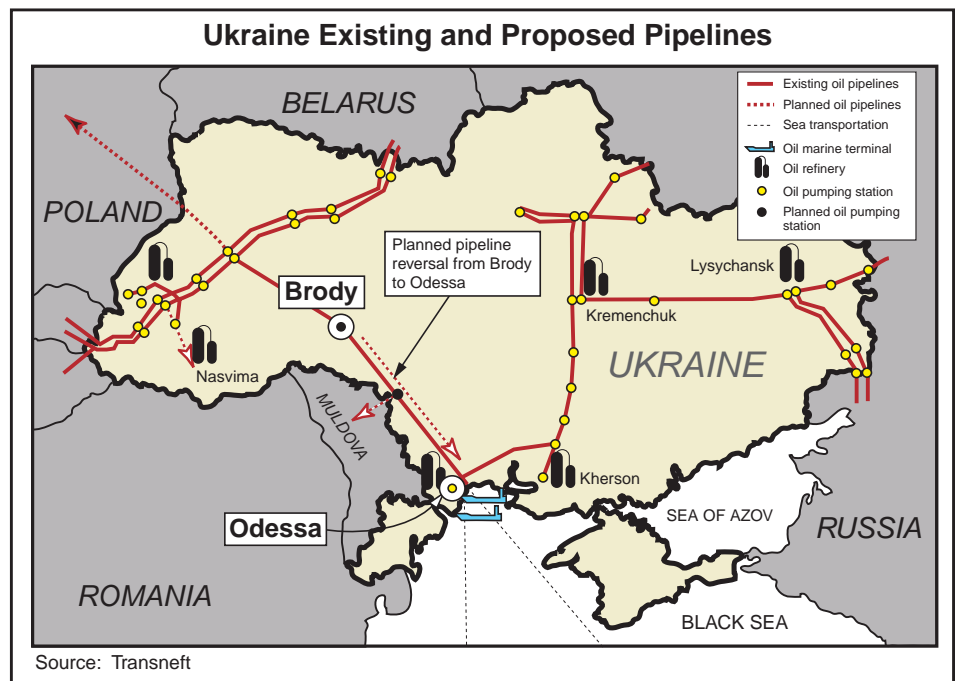 Ukraine Existing and Proposed Pipelines
BELARUS
Existing oil pipelines
Planned oil pipelines
Sea transportation
Oil marine terminal
Oil refinery
Oil pumping station
Planned oil pumping
station
POLAND
Planned pipeline
reversal from Brody
to Odessa
Lysychansk
Brody
Kremenchuk
UKRAINE
Nasvima
MULDOVA
Kherson
SEA OF AZOV
Odessa
RUSSIA
ROMANIA
BLACK SEA
Source: Transneft